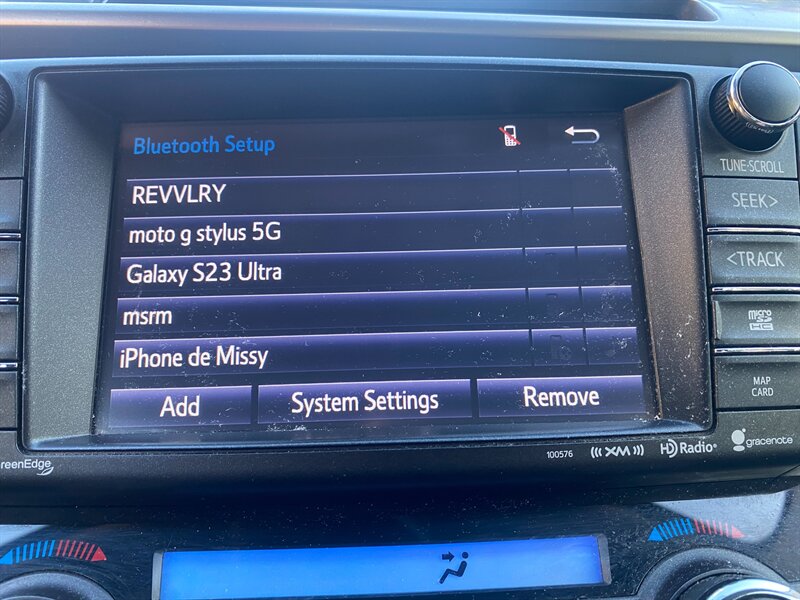 Bluetooth Setup
REVVLRY
moto g stylus 5G
Galaxy S23 Ultra
msrm
iPhone de Missy
Add
System Settings
Remove
TUNE·SCROLL
SEEK>
<TRACK
micro SD HC
MAP
CARD
100576
XM
HD Radio
gracenote
reenEdge